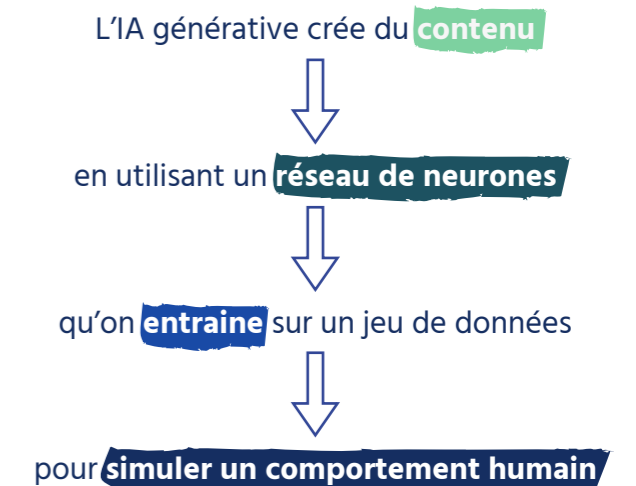 L’IA générative crée du contenu
en utilisant un réseau de neurones
qu’on entraine sur un jeu de données
pour simuler un comportement humain